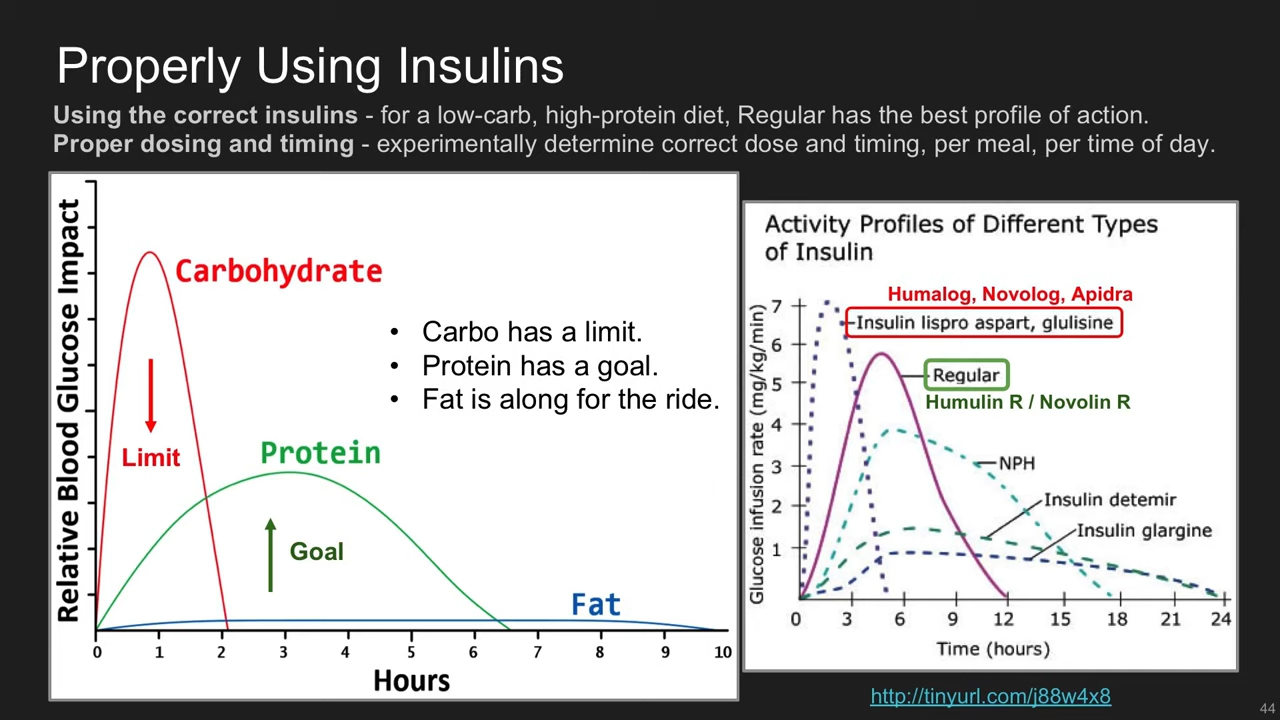 Properly Using Insulins
Using the correct insulins - for a low-carb, high-protein diet, Regular has the best profile of action.
Proper dosing and timing - experimentally determine correct dose and timing, per meal, per time of day.
Relative Blood Glucose Impact
Carbohydrate
• Carbo has a limit.
• Protein has a goal.
• Fat is along for the ride.
Limit
Protein
Goal
Fat
0 1 2 3 4 5 6 7 8 9 10
Hours
Activity Profiles of Different Types
of Insulin
Humalog, Novolog, Apidra
Insulin lispro aspart, glulisine
Regular
Humulin R / Novolin R
NPH
Insulin detemir
Insulin glargine
Glucose infusion rate (mg/kg/min)
7
6
5
4
3
2
1
0 3 6 9 12 15 18 21 24
Time (hours)
http://tinyurl.com/j88w4x8
44